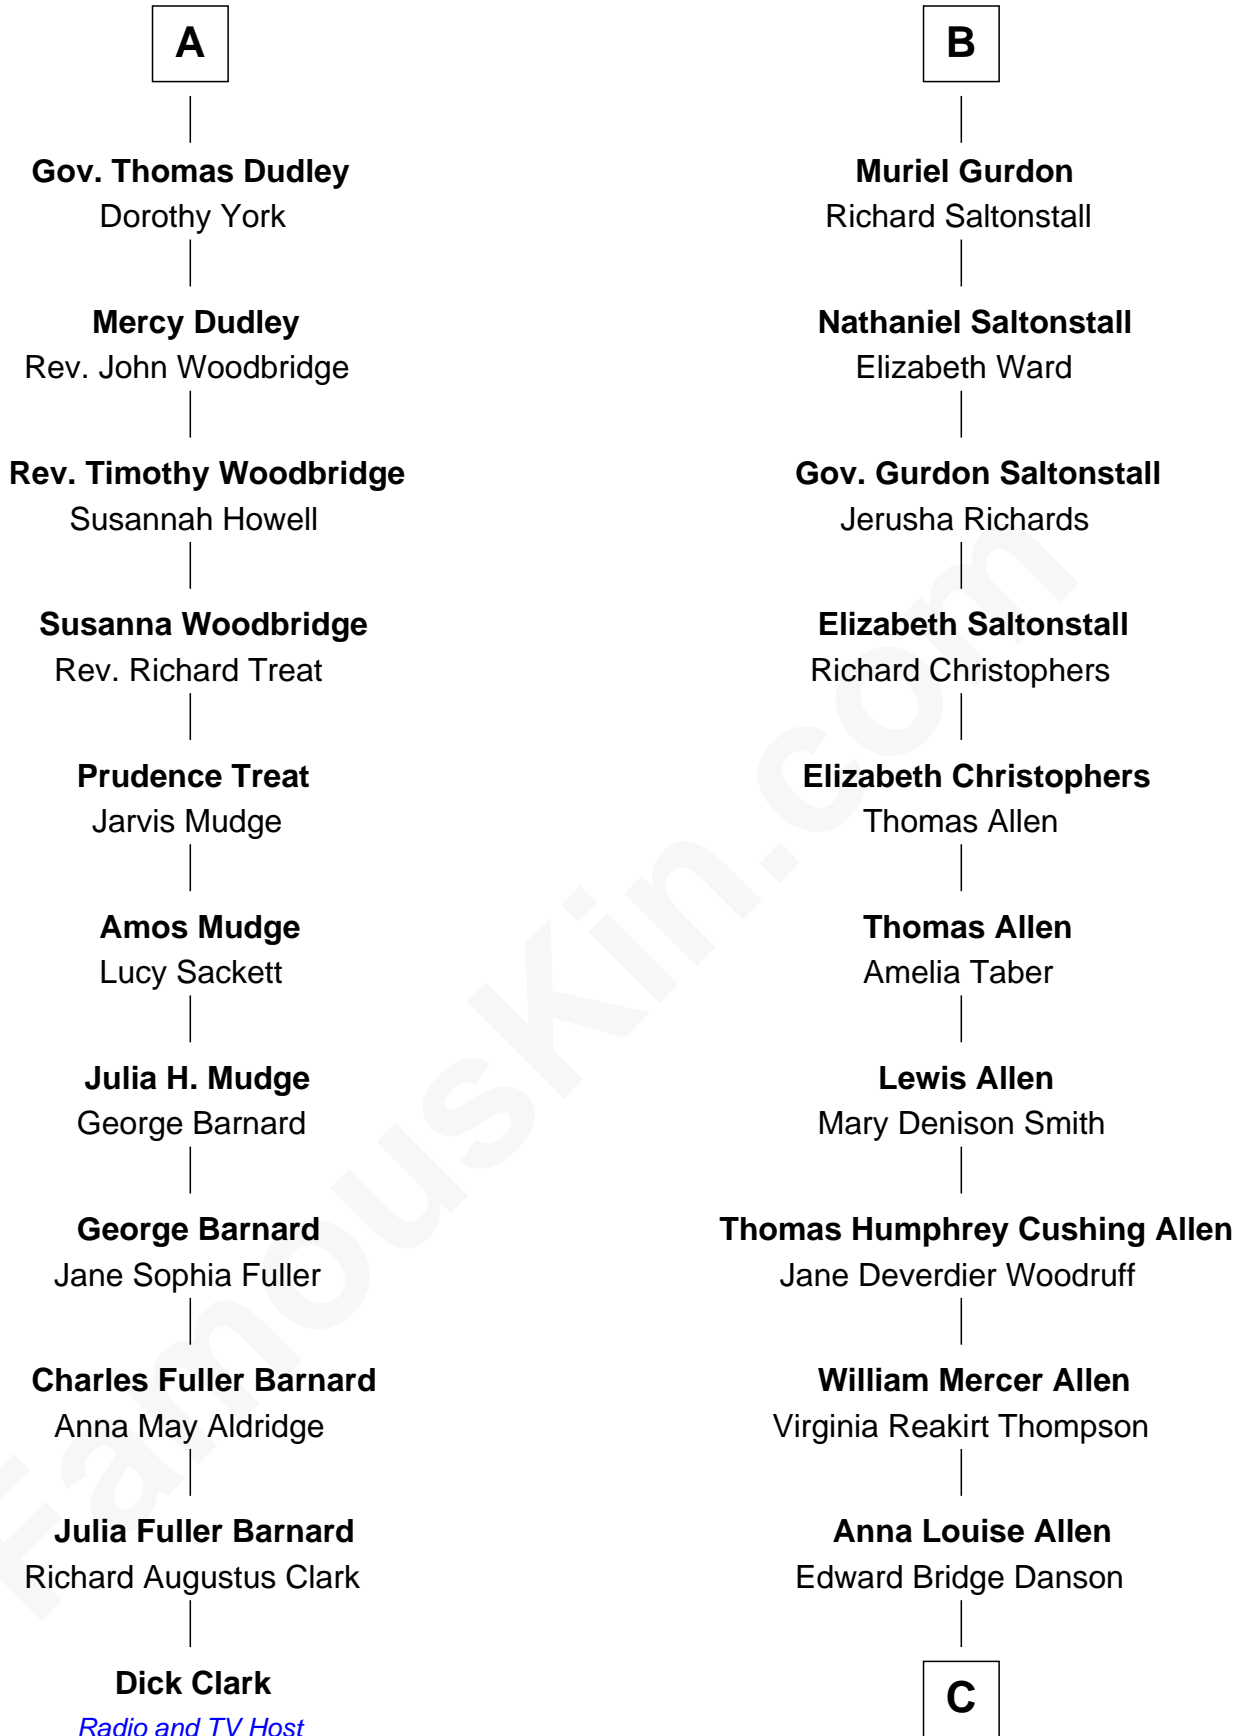 A
Gov. Thomas Dudley
Dorothy York
Mercy Dudley
Rev. John Woodbridge
Rev. Timothy Woodbridge
Susannah Howell
Susanna Woodbridge
Rev. Richard Treat
Prudence Treat
Jarvis Mudge
Amos Mudge
Lucy Sackett
Julia H. Mudge
George Barnard
George Barnard
Jane Sophia Fuller
Charles Fuller Barnard
Anna May Aldridge
Julia Fuller Barnard
Richard Augustus Clark
Dick Clark
Radio and TV Host
B
Muriel Gurdon
Richard Saltonstall
Nathaniel Saltonstall
Elizabeth Ward
Gov. Gurdon Saltonstall
Jerusha Richards
Elizabeth Saltonstall
Richard Christophers
Elizabeth Christophers
Thomas Allen
Thomas Allen
Amelia Taber
Lewis Allen
Mary Denison Smith
Thomas Humphrey Cushing Allen
Jane Deverdier Woodruff
William Mercer Allen
Virginia Reakirt Thompson
Anna Louise Allen
Edward Bridge Danson
C
FamousKin.com